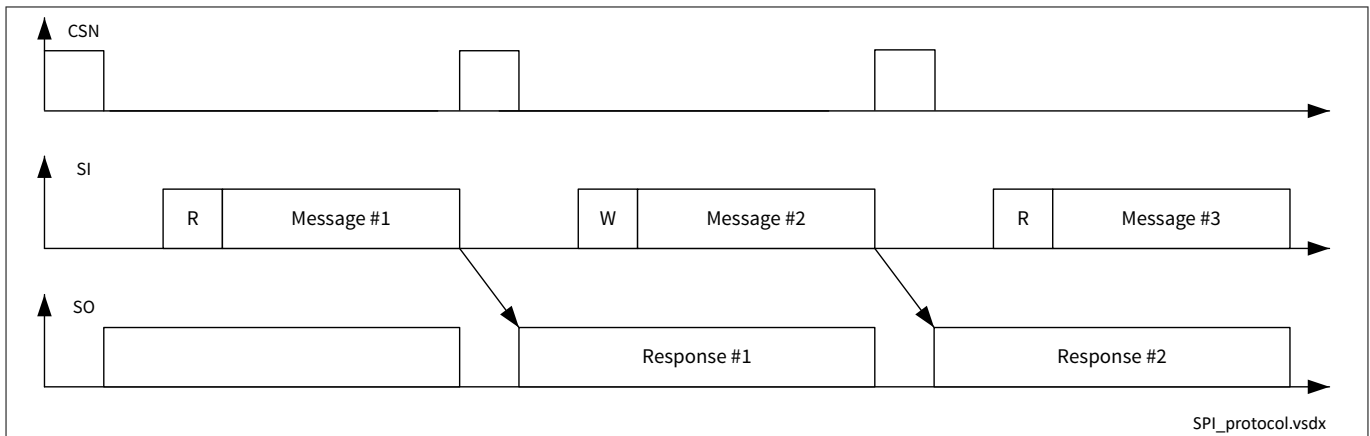 CSN
SI
R Message #1 W Message #2 R Message #3
SO
Response #1 Response #2
SPI_protocol.vsdx